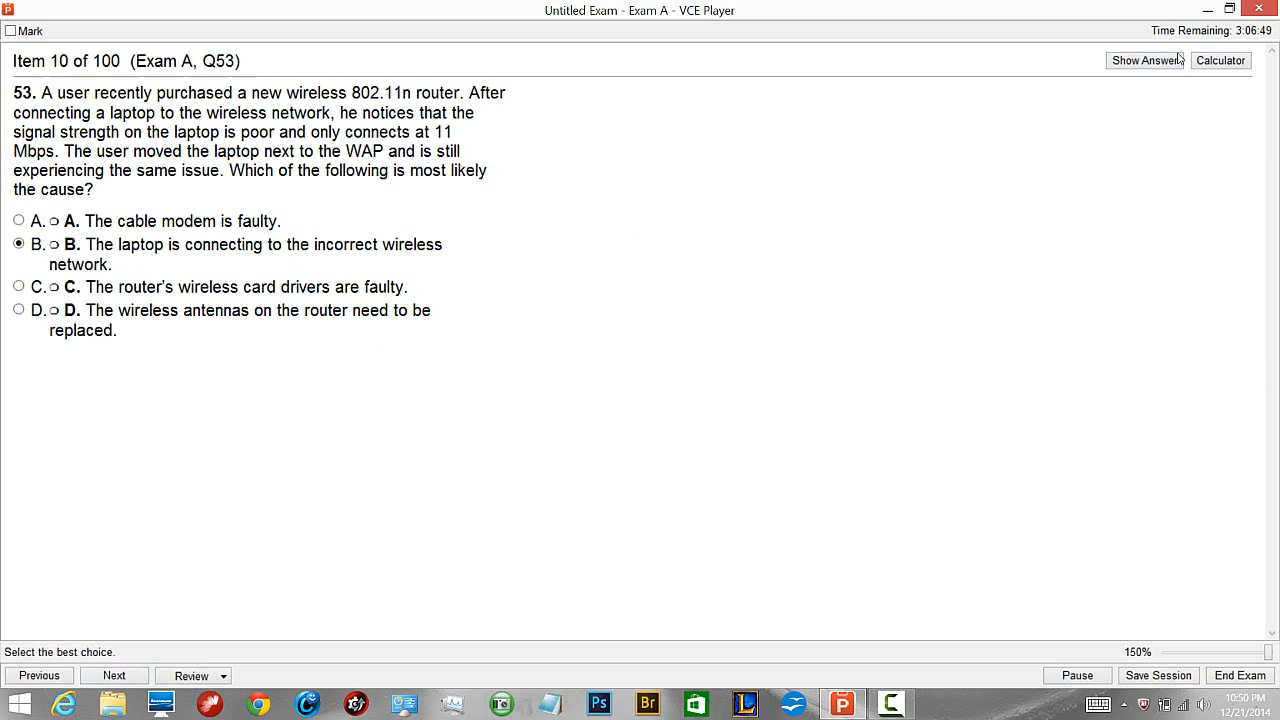 Untitled Exam - Exam A - VCE Player
Mark
Time Remaining: 3:06:49
Item 10 of 100 (Exam A, Q53)
Show Answer
Calculator
53. A user recently purchased a new wireless 802.11n router. After
connecting a laptop to the wireless network, he notices that the
signal strength on the laptop is poor and only connects at 11
Mbps. The user moved the laptop next to the WAP and is still
experiencing the same issue. Which of the following is most likely
the cause?
A. A. The cable modem is faulty.
B. B. The laptop is connecting to the incorrect wireless
network.
C. C. The router's wireless card drivers are faulty.
D. D. The wireless antennas on the router need to be
replaced.
Select the best choice.
150%
Previous
Next
Review
Pause
Save Session
End Exam
Ps
Br
10:50 PM
12/21/2014